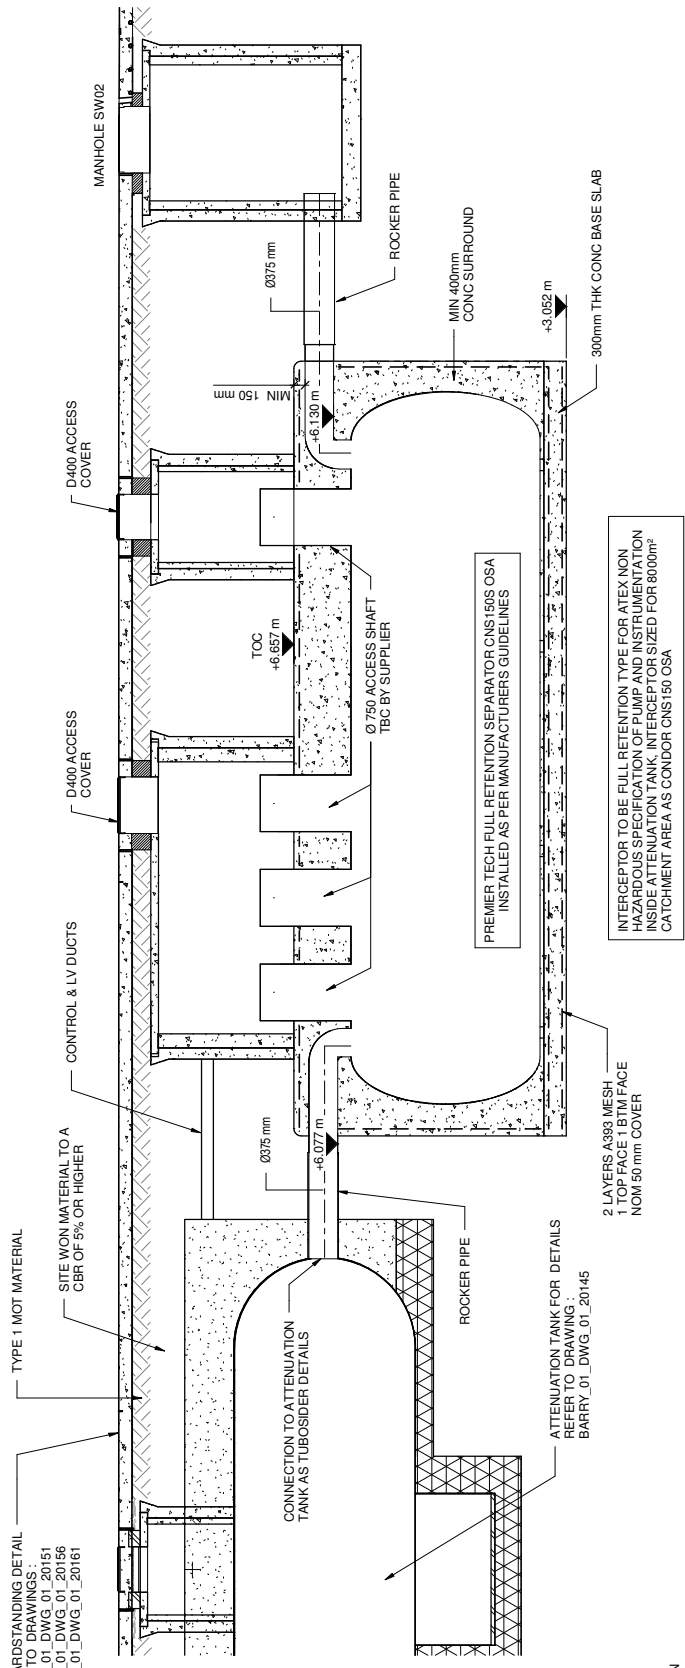 ARDSTANDING DETAIL
TO DRAWINGS :
_01_DWG_01_20151
_01_DWG_01_20156
_01_DWG_01_20161
TYPE 1 MOT MATERIAL
SITE WON MATERIAL TO A
CBR OF 5% OR HIGHER
CONTROL & LV DUCTS
D400 ACCESS
COVER
D400 ACCESS
COVER
MANHOLE SW02
TOC
+6.657 m
MIN 150 mm
+6.130 m
Ø375 mm
ROCKER PIPE
MIN 400mm
CONC SURROUND
+3.052 m
300mm THK CONC BASE SLAB
Ø 750 ACCESS SHAFT
TBC BY SUPPLIER
PREMIER TECH FULL RETENTION SEPARATOR CNS150S OSA
INSTALLED AS PER MANUFACTURERS GUIDELINES
Ø375 mm
+6.077 m
ROCKER PIPE
CONNECTION TO ATTENUATION
TANK AS TUBOSIDER DETAILS
ATTENUATION TANK FOR DETAILS
REFER TO DRAWING :
BARRY_01_DWG_01_20145
2 LAYERS A393 MESH
1 TOP FACE 1 BTM FACE
NOM 50 mm COVER
INTERCEPTOR TO BE FULL RETENTION TYPE FOR ATEX NON
HAZARDOUS SPECIFICATION OF PUMP AND INSTRUMENTATION
INSIDE ATTENUATION TANK. INTERCEPTOR SIZED FOR 8000m²
CATCHMENT AREA AS CONDOR CNS150 OSA
N